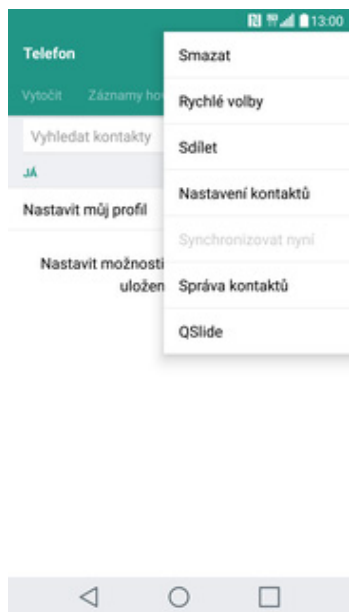 13:00
Telefon
Vytočit Záznamy ho
Vyhledat kontakty
JÁ
Nastavit můj profil
Nastavit možnosti
uložen
Smazat
Rychlé volby
Sdílet
Nastavení kontaktů
Synchronizovat nyní
Správa kontaktů
QSlide